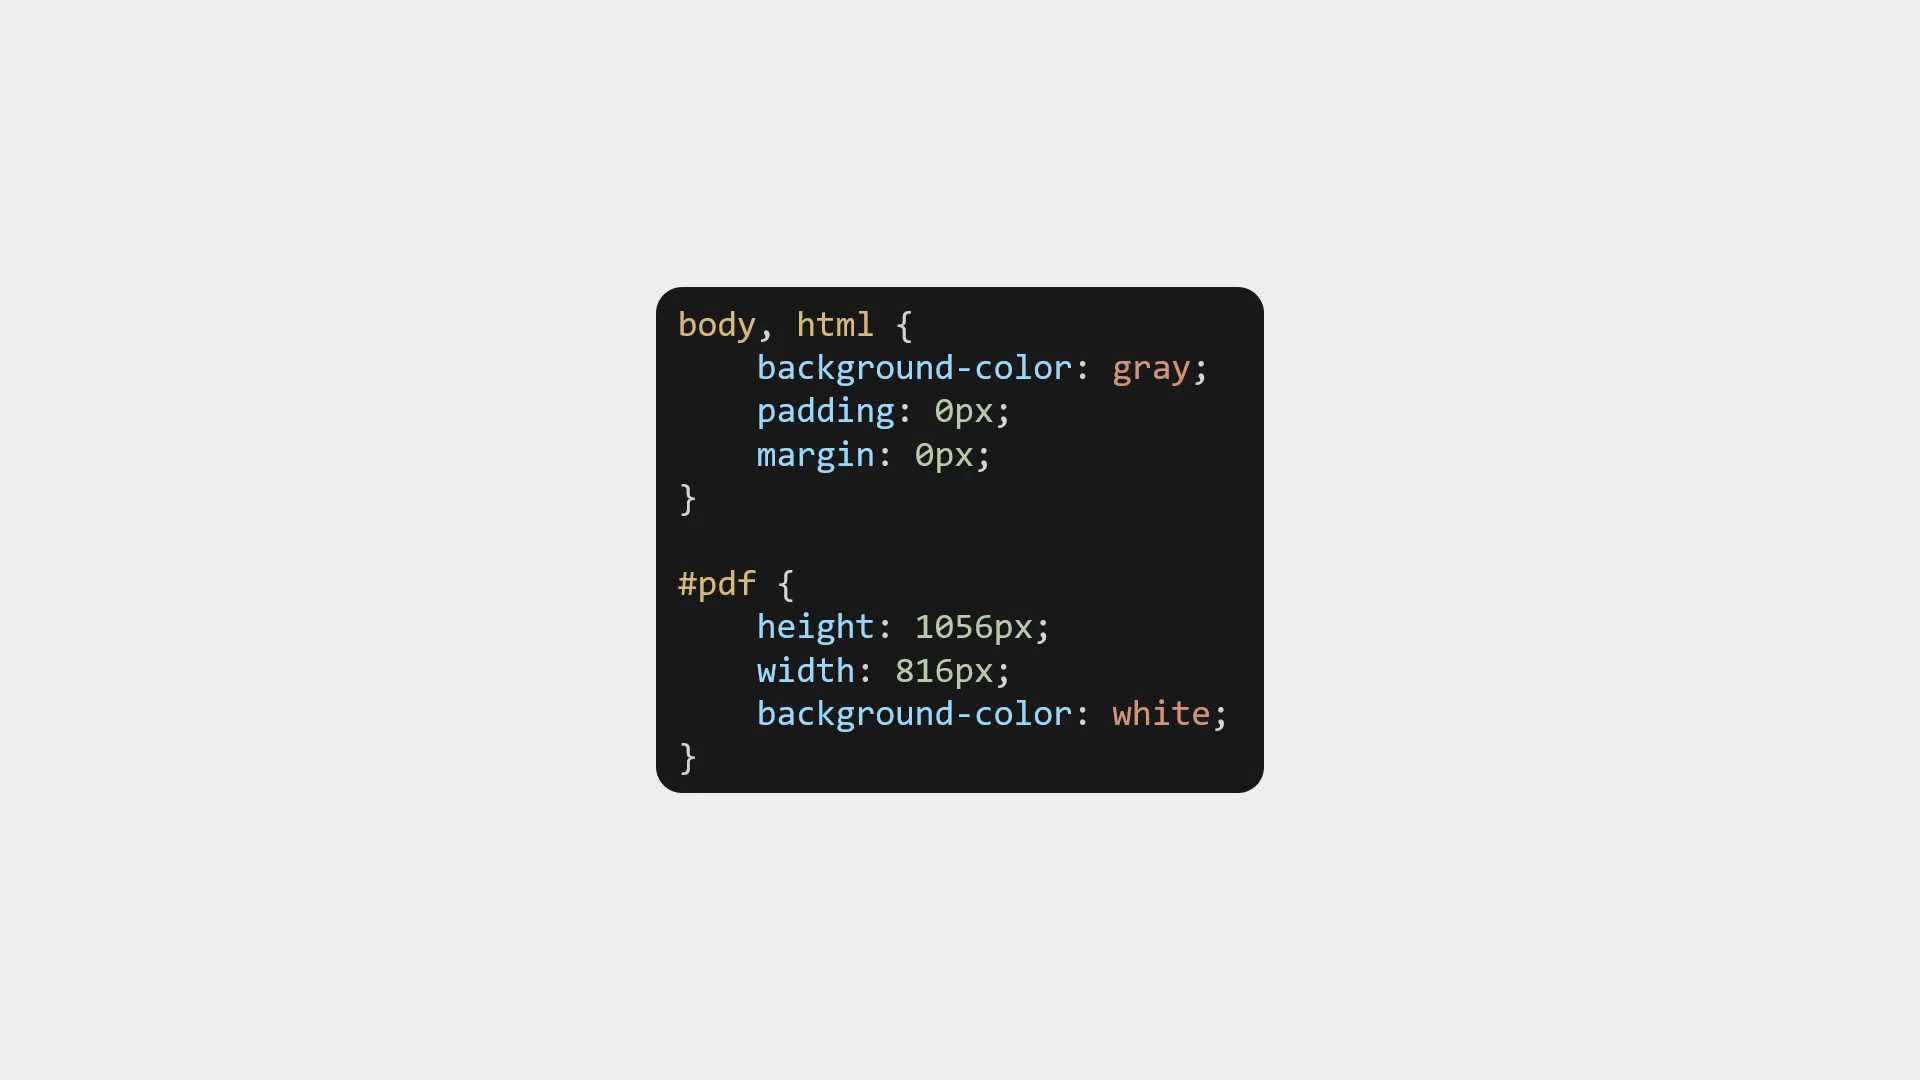 body, html {
    background-color: gray;
    padding: 0px;
    margin: 0px;
}

#pdf {
    height: 1056px;
    width: 816px;
    background-color: white;
}